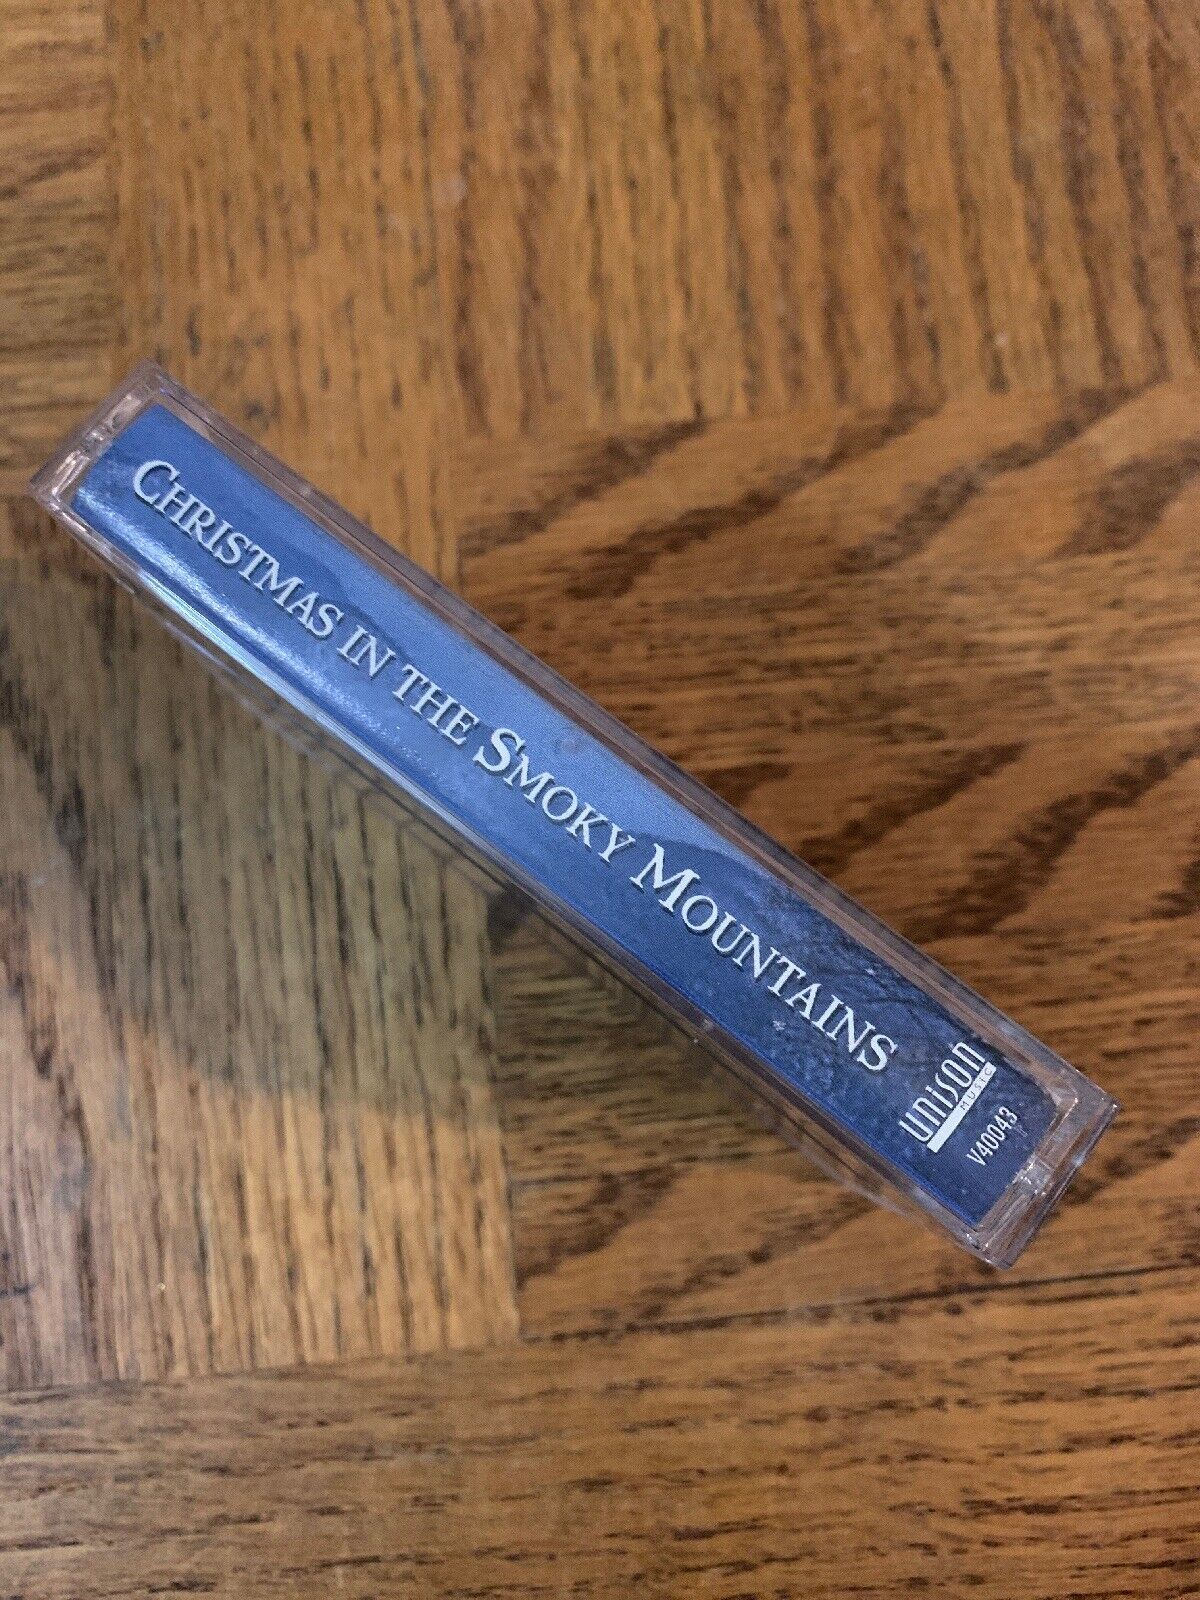 CHRISTMAS IN THE SMOKY MOUNTAINS
unison
MUSIC
V40043